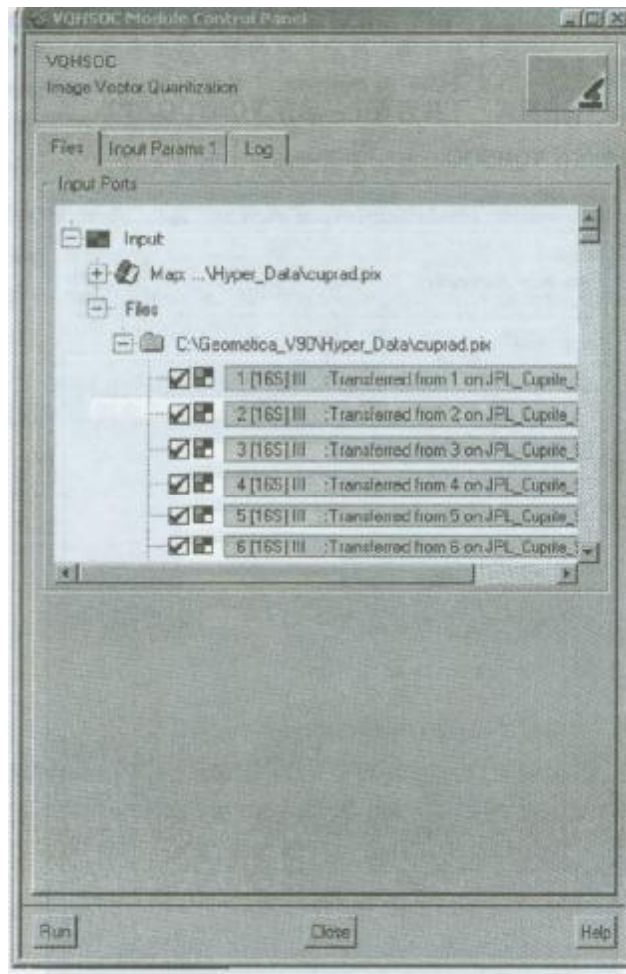 VQHSOC Module Control Panel
VQHSOC
Image Vector Quantization
Files Input Params 1 Log
Input Ports
Input
Map: ...\Hyper_Data\cuprad.pix
Files
C:\Geomatica_V90\Hyper_Data\cuprad.pix
1 [16S] III :Transferred from 1 on JPL_Cuprite_
2 [16S] III :Transferred from 2 on JPL_Cuprite_
3 [16S] III :Transferred from 3 on JPL_Cuprite_
4 [16S] III :Transferred from 4 on JPL_Cuprite_
5 [16S] III :Transferred from 5 on JPL_Cuprite_
6 [16S] III :Transferred from 6 on JPL_Cuprite_
Run Close Help